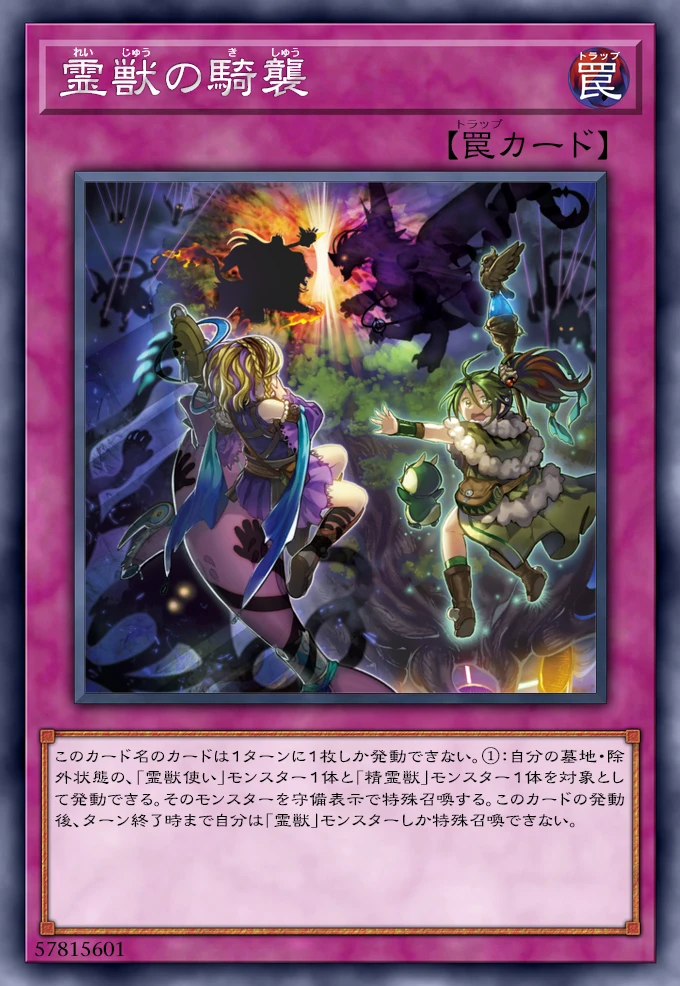 れい じゅう き しゅう
霊獣の騎襲
トラップ
罠
トラップ
【罠カード】
このカード名のカードは1ターンに1枚しか発動できない。①:自分の墓地・除
外状態の、「霊獣使い」モンスター1体と「精霊獣」モンスター1体を対象とし
て発動できる。そのモンスターを守備表示で特殊召喚する。このカードの発動
後、ターン終了時まで自分は「霊獣」モンスターしか特殊召喚できない。
57815601